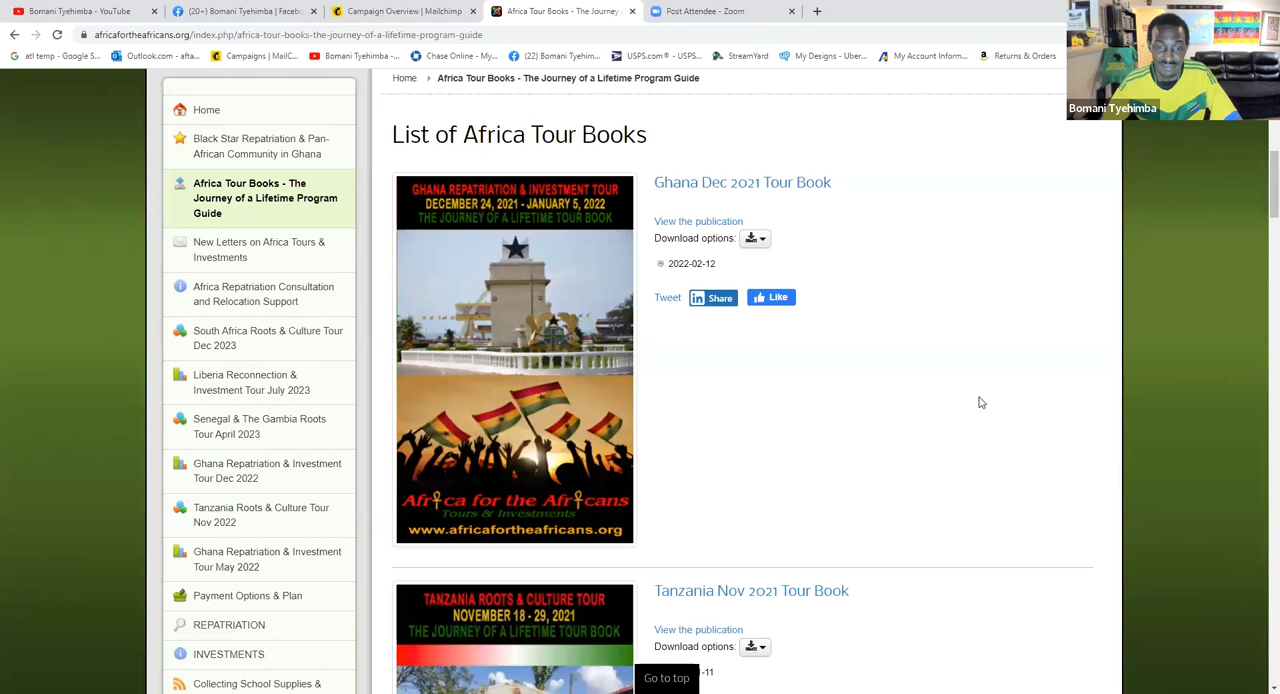 Bomani Tyehimba - YouTube
(20+) Bomani Tyehimba | Facebo
Campaign Overview | Mailchimp
Africa Tour Books - The Journey
Post Attendee - Zoom
africafortheafricans.org/index.php/africa-tour-books-the-journey-of-a-lifetime-program-guide
atl temp - Google S...
Outlook.com - afta...
Campaigns | MailC...
Bomani Tyehimba -...
Chase Online - My...
(22) Bomani Tyehim...
USPS.com® - USPS...
StreamYard
My Designs - Uber...
My Account Inform...
Returns & Orders
Bomani Tyehimba
Home
Africa Tour Books - The Journey of a Lifetime Program Guide
Home
Black Star Repatriation & Pan-
African Community in Ghana
Africa Tour Books - The
Journey of a Lifetime Program
Guide
New Letters on Africa Tours &
Investments
Africa Repatriation Consultation
and Relocation Support
South Africa Roots & Culture Tour
Dec 2023
Liberia Reconnection &
Investment Tour July 2023
Senegal & The Gambia Roots
Tour April 2023
Ghana Repatriation & Investment
Tour Dec 2022
Tanzania Roots & Culture Tour
Nov 2022
Ghana Repatriation & Investment
Tour May 2022
Payment Options & Plan
REPATRIATION
INVESTMENTS
Collecting School Supplies &
List of Africa Tour Books
GHANA REPATRIATION & INVESTMENT TOUR
DECEMBER 24, 2021 - JANUARY 5, 2022
THE JOURNEY OF A LIFETIME TOUR BOOK
Africa for the Africans
Tours & Investments
www.africafortheafricans.org
Ghana Dec 2021 Tour Book
View the publication
Download options:
2022-02-12
Tweet
in Share
Like
TANZANIA ROOTS & CULTURE TOUR
NOVEMBER 18 - 29, 2021
THE JOURNEY OF A LIFETIME TOUR BOOK
Tanzania Nov 2021 Tour Book
View the publication
Download options:
-11
Go to top